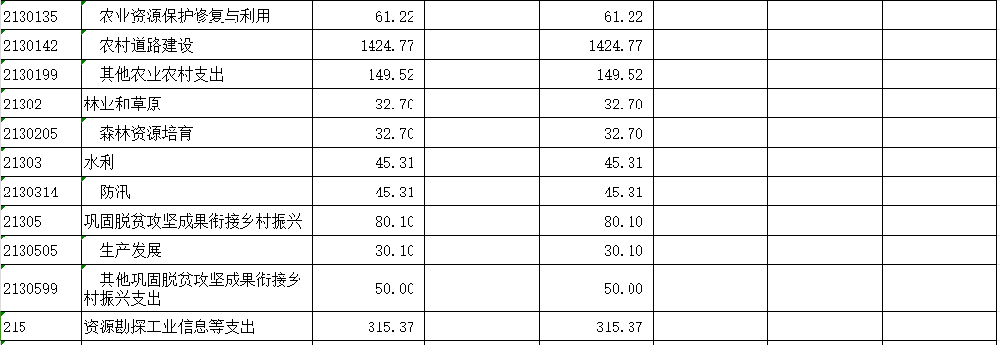 2130135 农业资源保护修复与利用 61.22 61.22
2130142 农村道路建设 1424.77 1424.77
2130199 其他农业农村支出 149.52 149.52
21302 林业和草原 32.70 32.70
2130205 森林资源培育 32.70 32.70
21303 水利 45.31 45.31
2130314 防汛 45.31 45.31
21305 巩固脱贫攻坚成果衔接乡村振兴 80.10 80.10
2130505 生产发展 30.10 30.10
2130599 其他巩固脱贫攻坚成果衔接乡 50.00 50.00
村振兴支出
215 资源勘探工业信息等支出 315.37 315.37